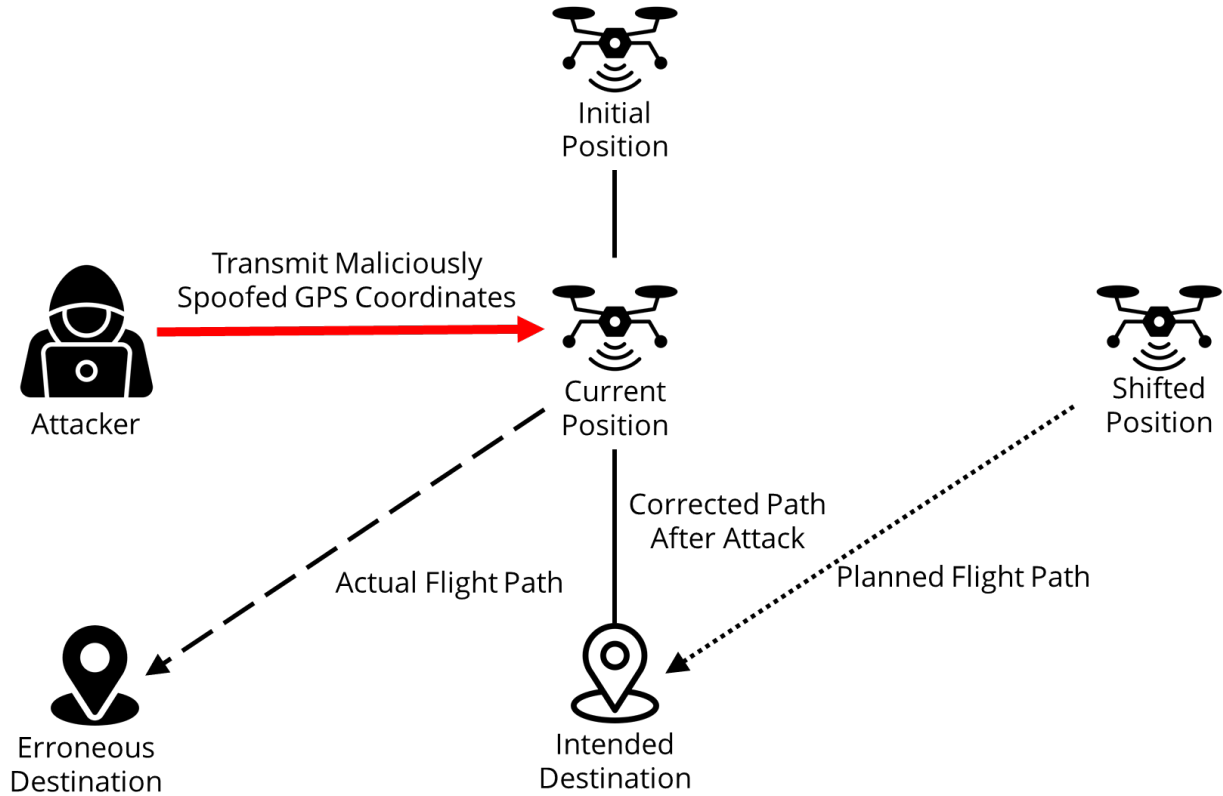 Initial
Position
Transmit Maliciously
Spoofed GPS Coordinates
Attacker
Current
Position
Shifted
Position
Corrected Path
After Attack
Actual Flight Path
Planned Flight Path
Erroneous
Destination
Intended
Destination